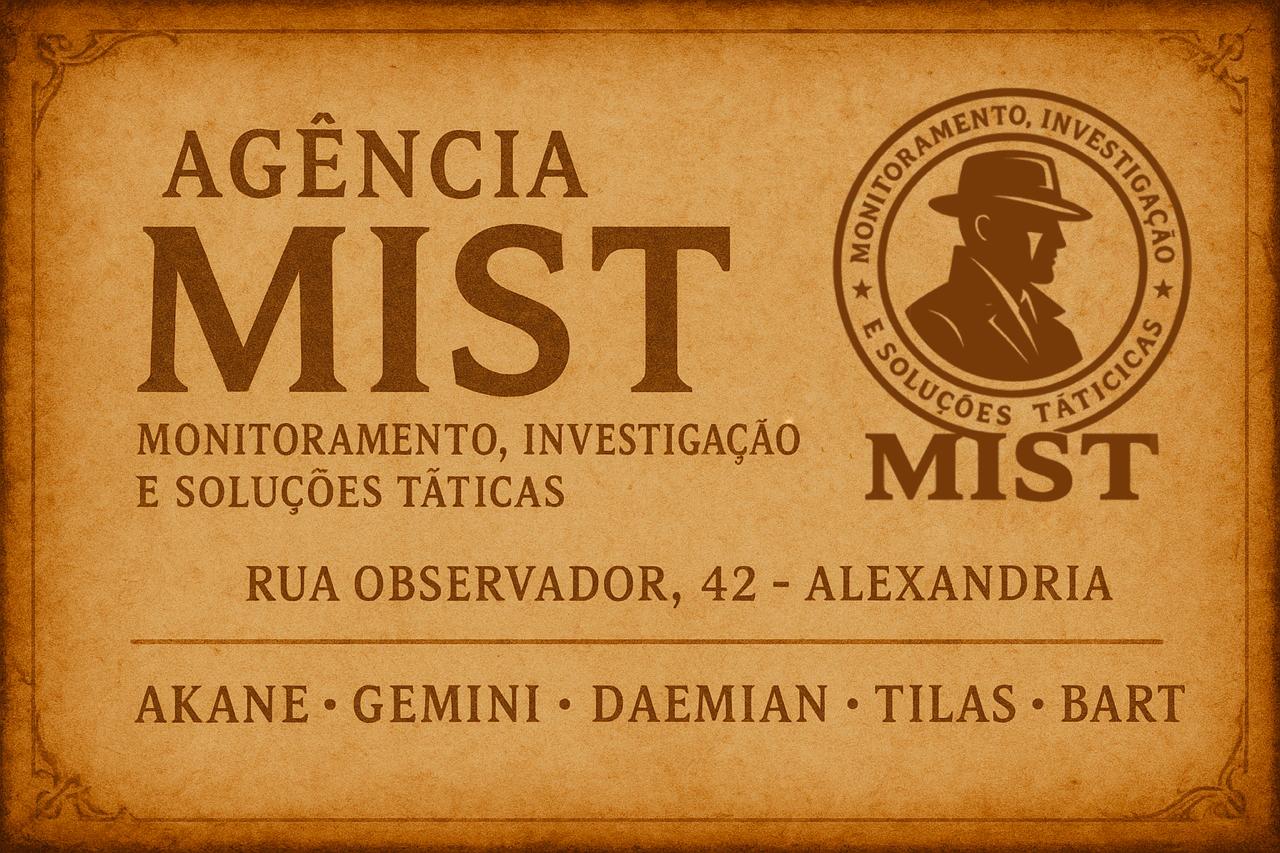 AGÊNCIA
MIST
MONITORAMENTO, INVESTIGAÇÃO
E SOLUÇÕES TÃTICAS
MONITORAMENTO, INVESTIGAÇÃO
★ E SOLUÇÕES TÁTICICAS ★
MIST
RUA OBSERVADOR, 42 - ALEXANDRIA
AKANE • GEMINI • DAEMIAN • TILAS • BART